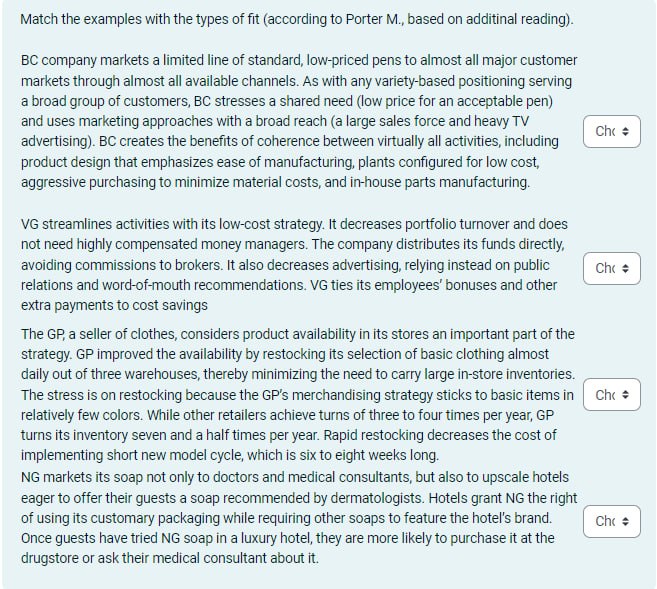 Match the examples with the types of fit (according to Porter M., based on additinal reading).
BC company markets a limited line of standard, low-priced pens to almost all major customer
markets through almost all available channels. As with any variety-based positioning serving
a broad group of customers, BC stresses a shared need (low price for an acceptable pen)
and uses marketing approaches with a broad reach (a large sales force and heavy TV
advertising). BC creates the benefits of coherence between virtually all activities, including
product design that emphasizes ease of manufacturing, plants configured for low cost,
aggressive purchasing to minimize material costs, and in-house parts manufacturing.
Ch
VG streamlines activities with its low-cost strategy. It decreases portfolio turnover and does
not need highly compensated money managers. The company distributes its funds directly,
avoiding commissions to brokers. It also decreases advertising, relying instead on public
relations and word-of-mouth recommendations. VG ties its employees' bonuses and other
extra payments to cost savings
Ch
The GP, a seller of clothes, considers product availability in its stores an important part of the
strategy. GP improved the availability by restocking its selection of basic clothing almost
daily out of three warehouses, thereby minimizing the need to carry large in-store inventories.
The stress is on restocking because the GP's merchandising strategy sticks to basic items in
relatively few colors. While other retailers achieve turns of three to four times per year, GP
turns its inventory seven and a half times per year. Rapid restocking decreases the cost of
implementing short new model cycle, which is six to eight weeks long.
Ch
NG markets its soap not only to doctors and medical consultants, but also to upscale hotels
eager to offer their guests a soap recommended by dermatologists. Hotels grant NG the right
of using its customary packaging while requiring other soaps to feature the hotel's brand.
Once guests have tried NG soap in a luxury hotel, they are more likely to purchase it at the
drugstore or ask their medical consultant about it.
Ch